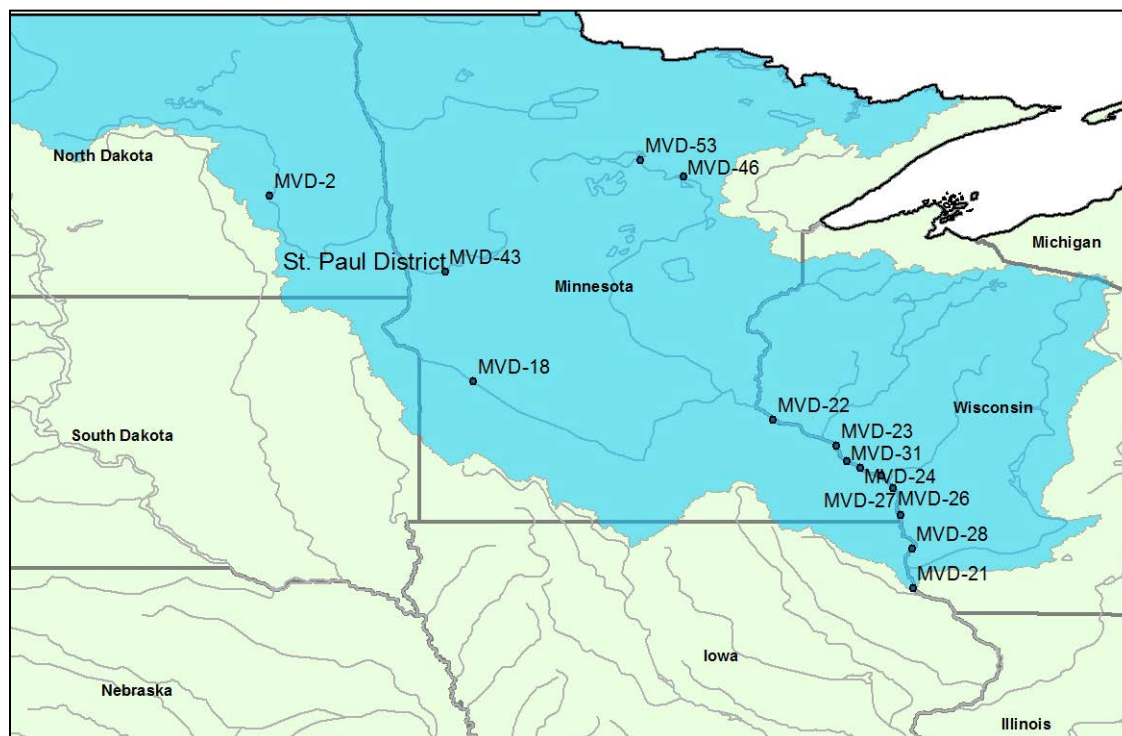 North Dakota
MVD-53
MVD-46
MVD-2
Michigan
St. Paul District
MVD-43
Minnesota
MVD-18
MVD-22
Wisconsin
South Dakota
MVD-23
MVD-31
MVD-24
MVD-27
MVD-26
MVD-28
MVD-21
Iowa
Nebraska
Illinois